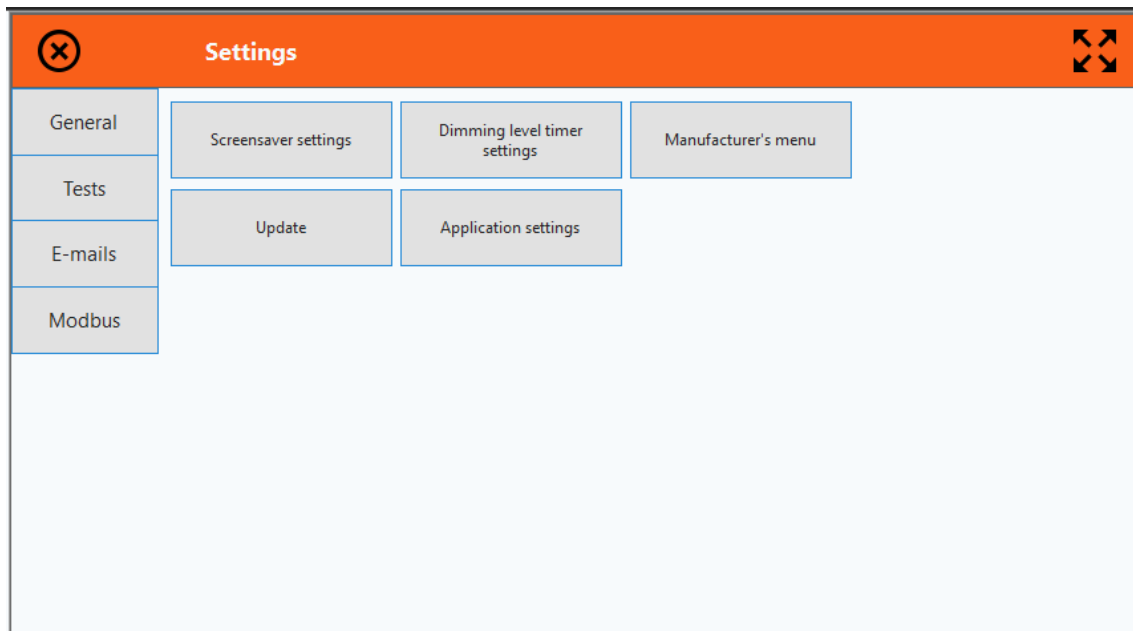 Settings
General
Tests
E-mails
Modbus
Screensaver settings
Dimming level timer
settings
Manufacturer's menu
Update
Application settings